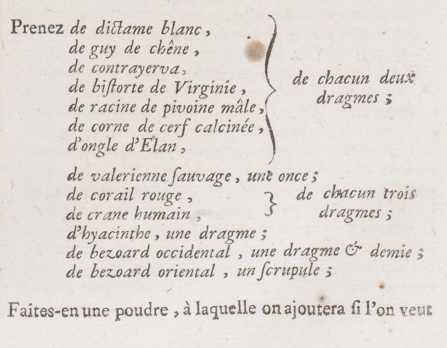 Prenez de dictame blanc,
de guy de chêne,
de contrayerva,
de bistorte de Virginie,
de racine de pivoine mâle,
de corne de cerf calcinée,
d'ongle d'Elan,
de chacun deux
dragmes ;
de valerienne sauvage, une once ;
de corail rouge,
de crane humain,
de chacun trois
dragmes ;
d'hyacinthe, une dragme ;
de bezoard occidental, une dragme & demie ;
de bezoard oriental, un scrupule ;
Faites-en une poudre, à laquelle on ajoutera si l'on veut